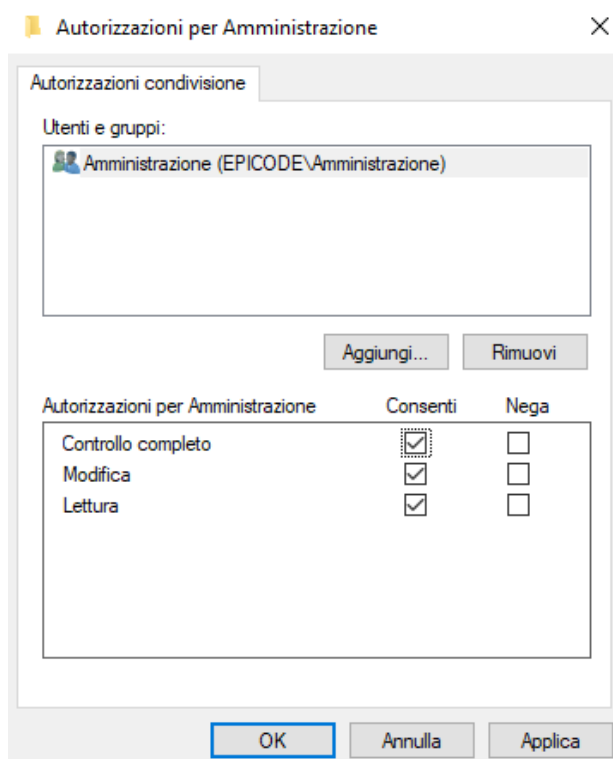 Autorizzazioni per Amministrazione
Autorizzazioni condivisione
Utenti e gruppi:
Amministrazione (EPICODE\Amministrazione)
Aggiungi... Rimuovi
Autorizzazioni per Amministrazione Consenti Nega
Controllo completo
Modifica
Lettura
OK Annulla Applica